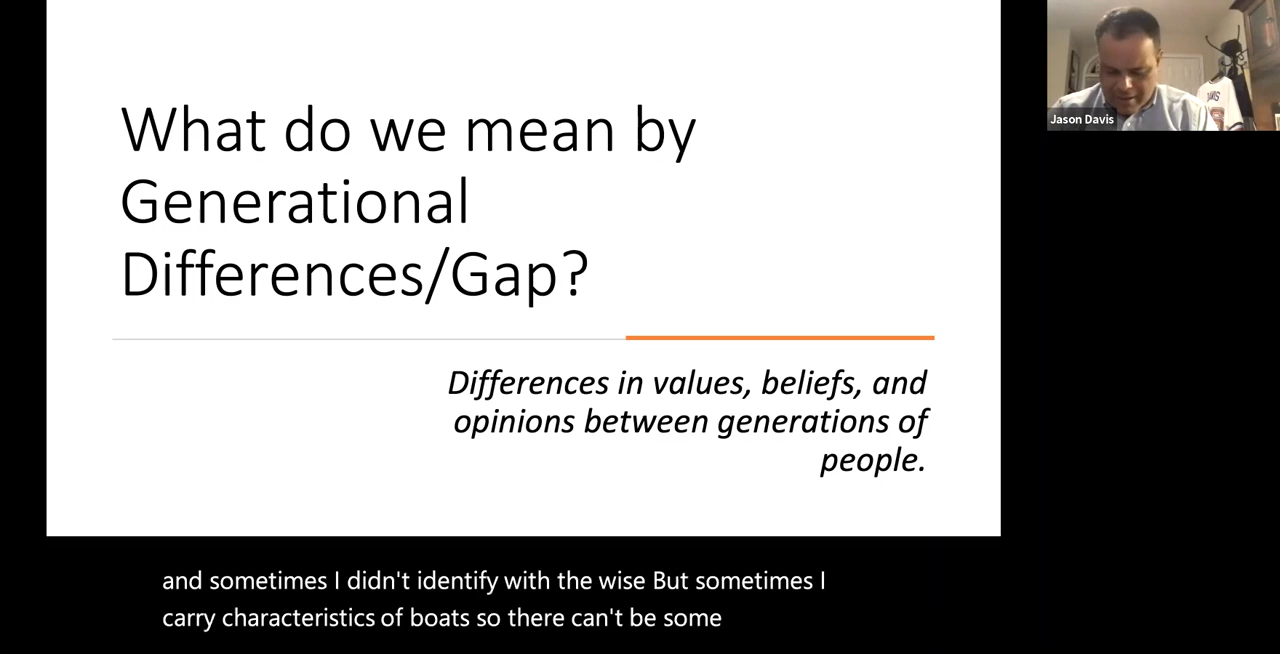 What do we mean by
Generational
Differences/Gap?
Differences in values, beliefs, and
opinions between generations of
people.
Jason Davis
and sometimes I didn't identify with the wise But sometimes I
carry characteristics of boats so there can't be some